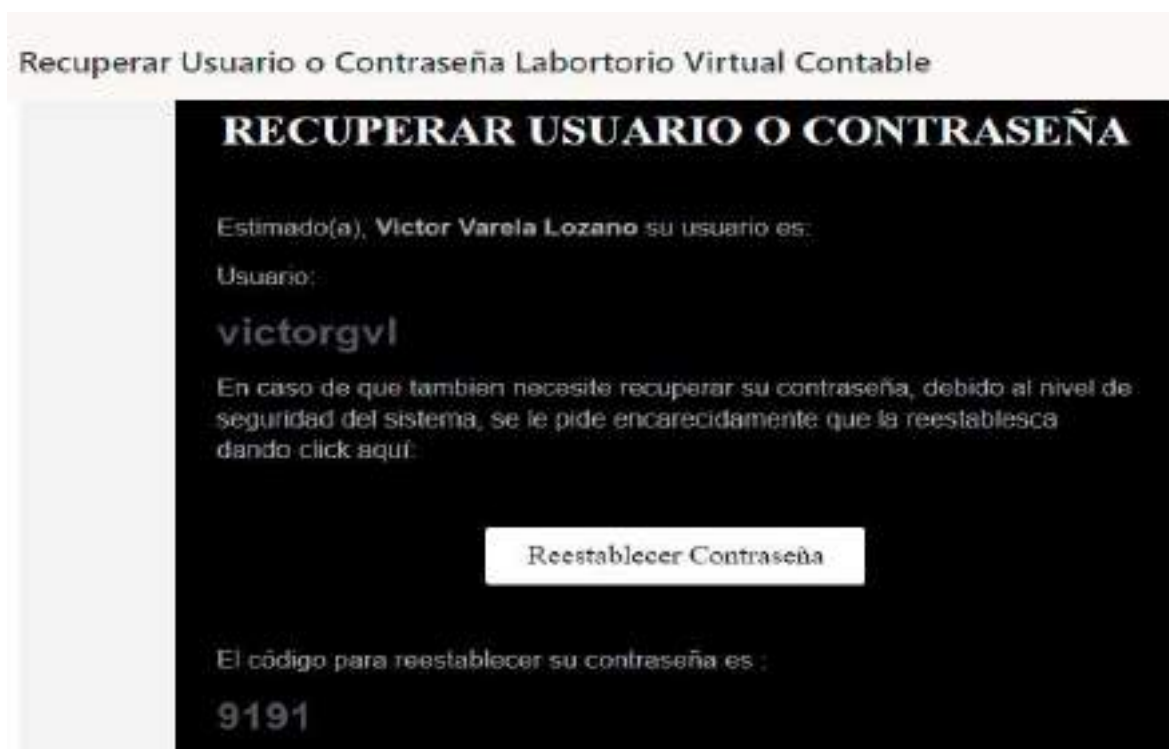 Recuperar Usuario o Contraseña Labortorio Virtual Contable
RECUPERAR USUARIO O CONTRASEÑA
Estimado(a), Victor Varela Lozano su usuario es:
Usuario:
victorgvl
En caso de que tambien necesite recuperar su contraseña, debido al nivel de
seguridad del sistema, se le pide encarecidamente que la reestablesca
dando click aquí:
Reestablecer Contraseña
El código para reestablecer su contraseña es :
9191